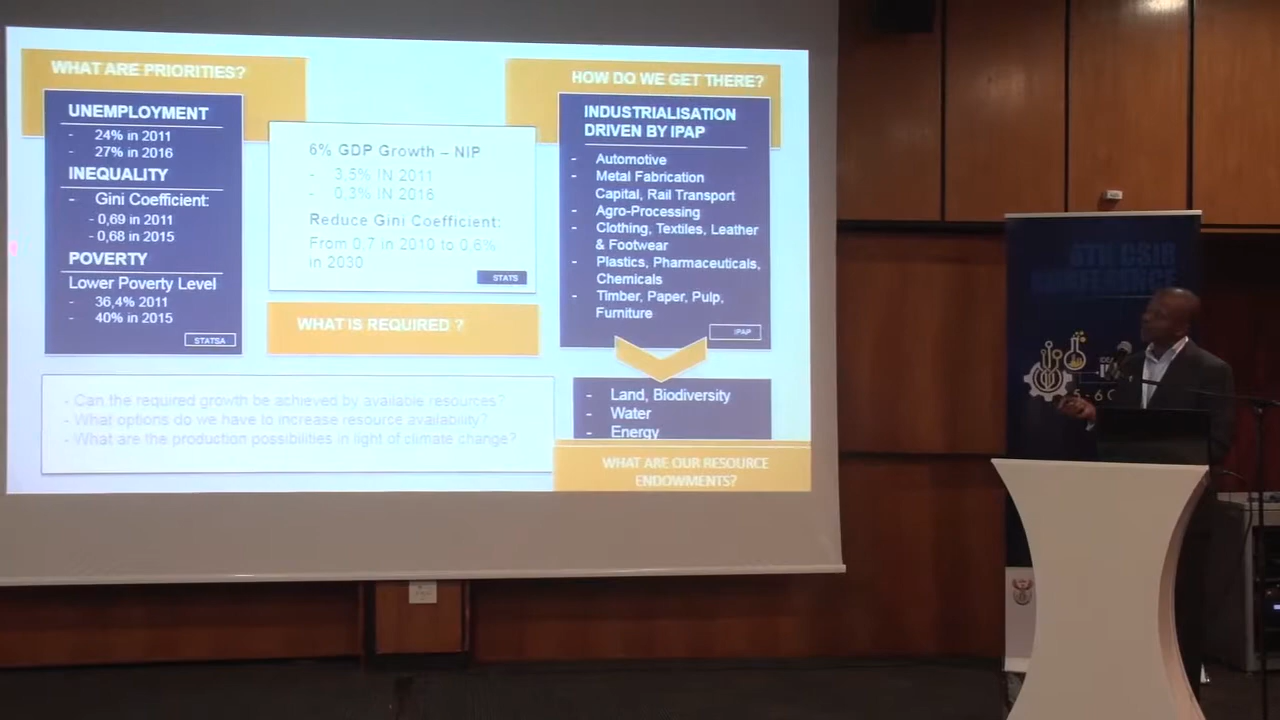 WHAT ARE PRIORITIES?
UNEMPLOYMENT
- 24% in 2011
- 27% in 2016
INEQUALITY
- Gini Coefficient:
- 0,69 in 2011
- 0,68 in 2015
POVERTY
Lower Poverty Level
- 36,4% 2011
- 40% in 2015
STATSA
6% GDP Growth – NIP
- 3,5% IN 2011
- 0,3% IN 2016
Reduce Gini Coefficient:
From 0,7 in 2010 to 0,6%
in 2030
STATS
WHAT IS REQUIRED ?
HOW DO WE GET THERE?
INDUSTRIALISATION
DRIVEN BY IPAP
- Automotive
- Metal Fabrication
Capital, Rail Transport
- Agro-Processing
- Clothing, Textiles, Leather
& Footwear
- Plastics, Pharmaceuticals,
Chemicals
- Timber, Paper, Pulp,
Furniture
IPAP
- Can the required growth be achieved by available resources?
- What options do we have to increase resource availability?
- What are the production possibilities in light of climate change?
- Land, Biodiversity
- Water
- Energy
WHAT ARE OUR RESOURCE
ENDOWMENTS?
6TH CSIR
CONFERENCE